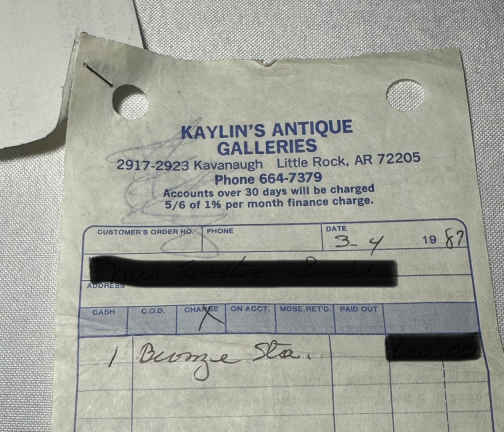 KAYLIN'S ANTIQUE
GALLERIES
2917-2923 Kavanaugh Little Rock, AR 72205
Phone 664-7379
Accounts over 30 days will be charged
5/6 of 1% per month finance charge.
CUSTOMER'S ORDER NO. PHONE DATE
3-4 1987
ADDRESS
CASH C.O.D. CHARGE ON ACCT. MDSE. RET'D. PAID OUT
X
1 Bronze Sta.